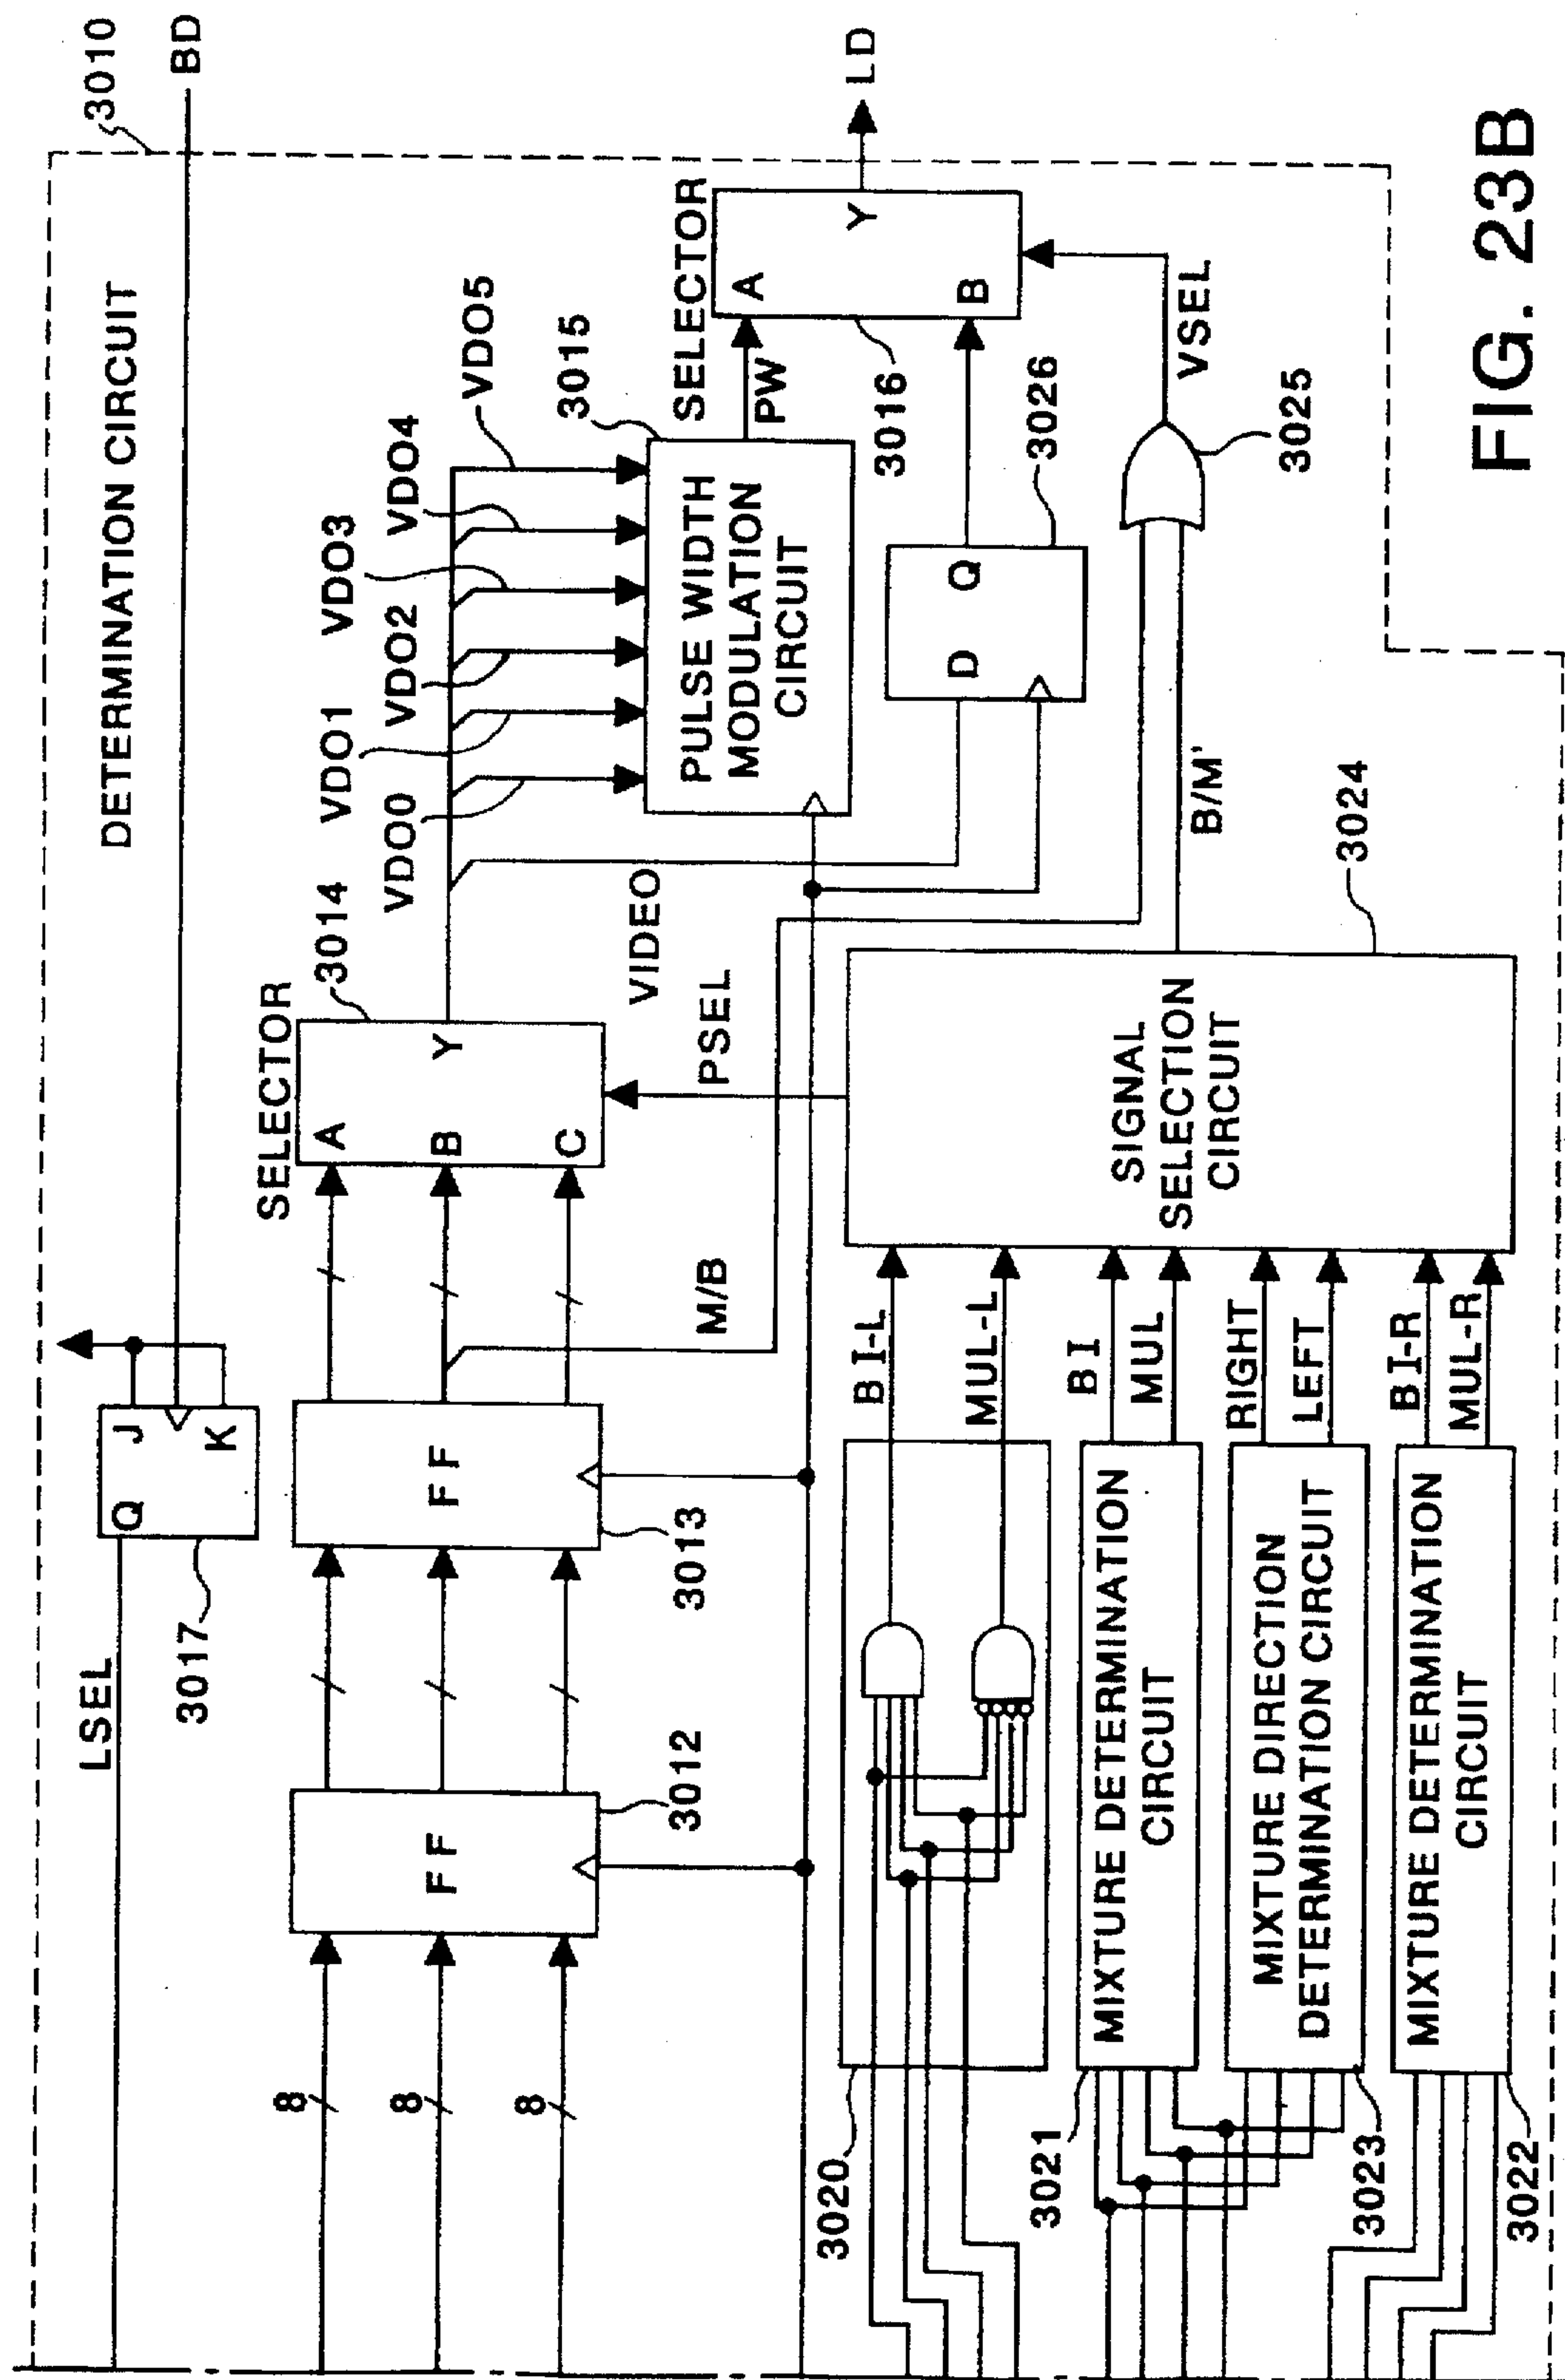 3010
BD
DETERMINATION CIRCUIT
LSEL
Q
J
K
3017
8
8
8
FF
3012
FF
3013
SELECTOR
3014
A
B
C
Y
M/B
PSEL
VIDEO
VDO0
VDO1
VDO2
VDO3
VDO4
VDO5
3015
PULSE WIDTH
MODULATION
CIRCUIT
PW
SELECTOR
A
B
Y
3016
LD
D
Q
3026
VSEL
3025
B/M'
3024
SIGNAL
SELECTION
CIRCUIT
3020
BI-L
MUL-L
3021
MIXTURE DETERMINATION
CIRCUIT
BI
MUL
3023
MIXTURE DIRECTION
DETERMINATION CIRCUIT
RIGHT
LEFT
3022
MIXTURE DETERMINATION
CIRCUIT
BI-R
MUL-R
FIG. 23B